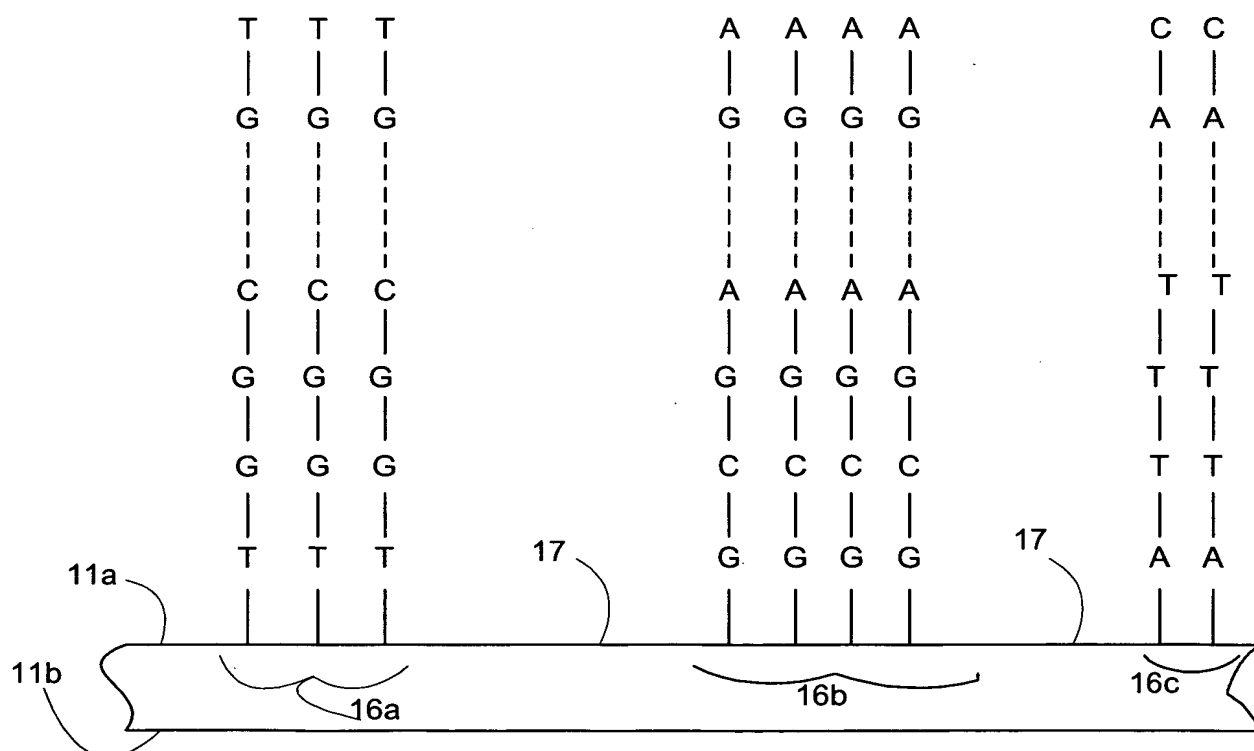 T T T A A A A C C
G G G G G G G A A
C C C A A A A T T
G G G G G G G T T
G G G C C C C T T
T T T G G G G A A
11a 17 17
11b 16a 16b 16c